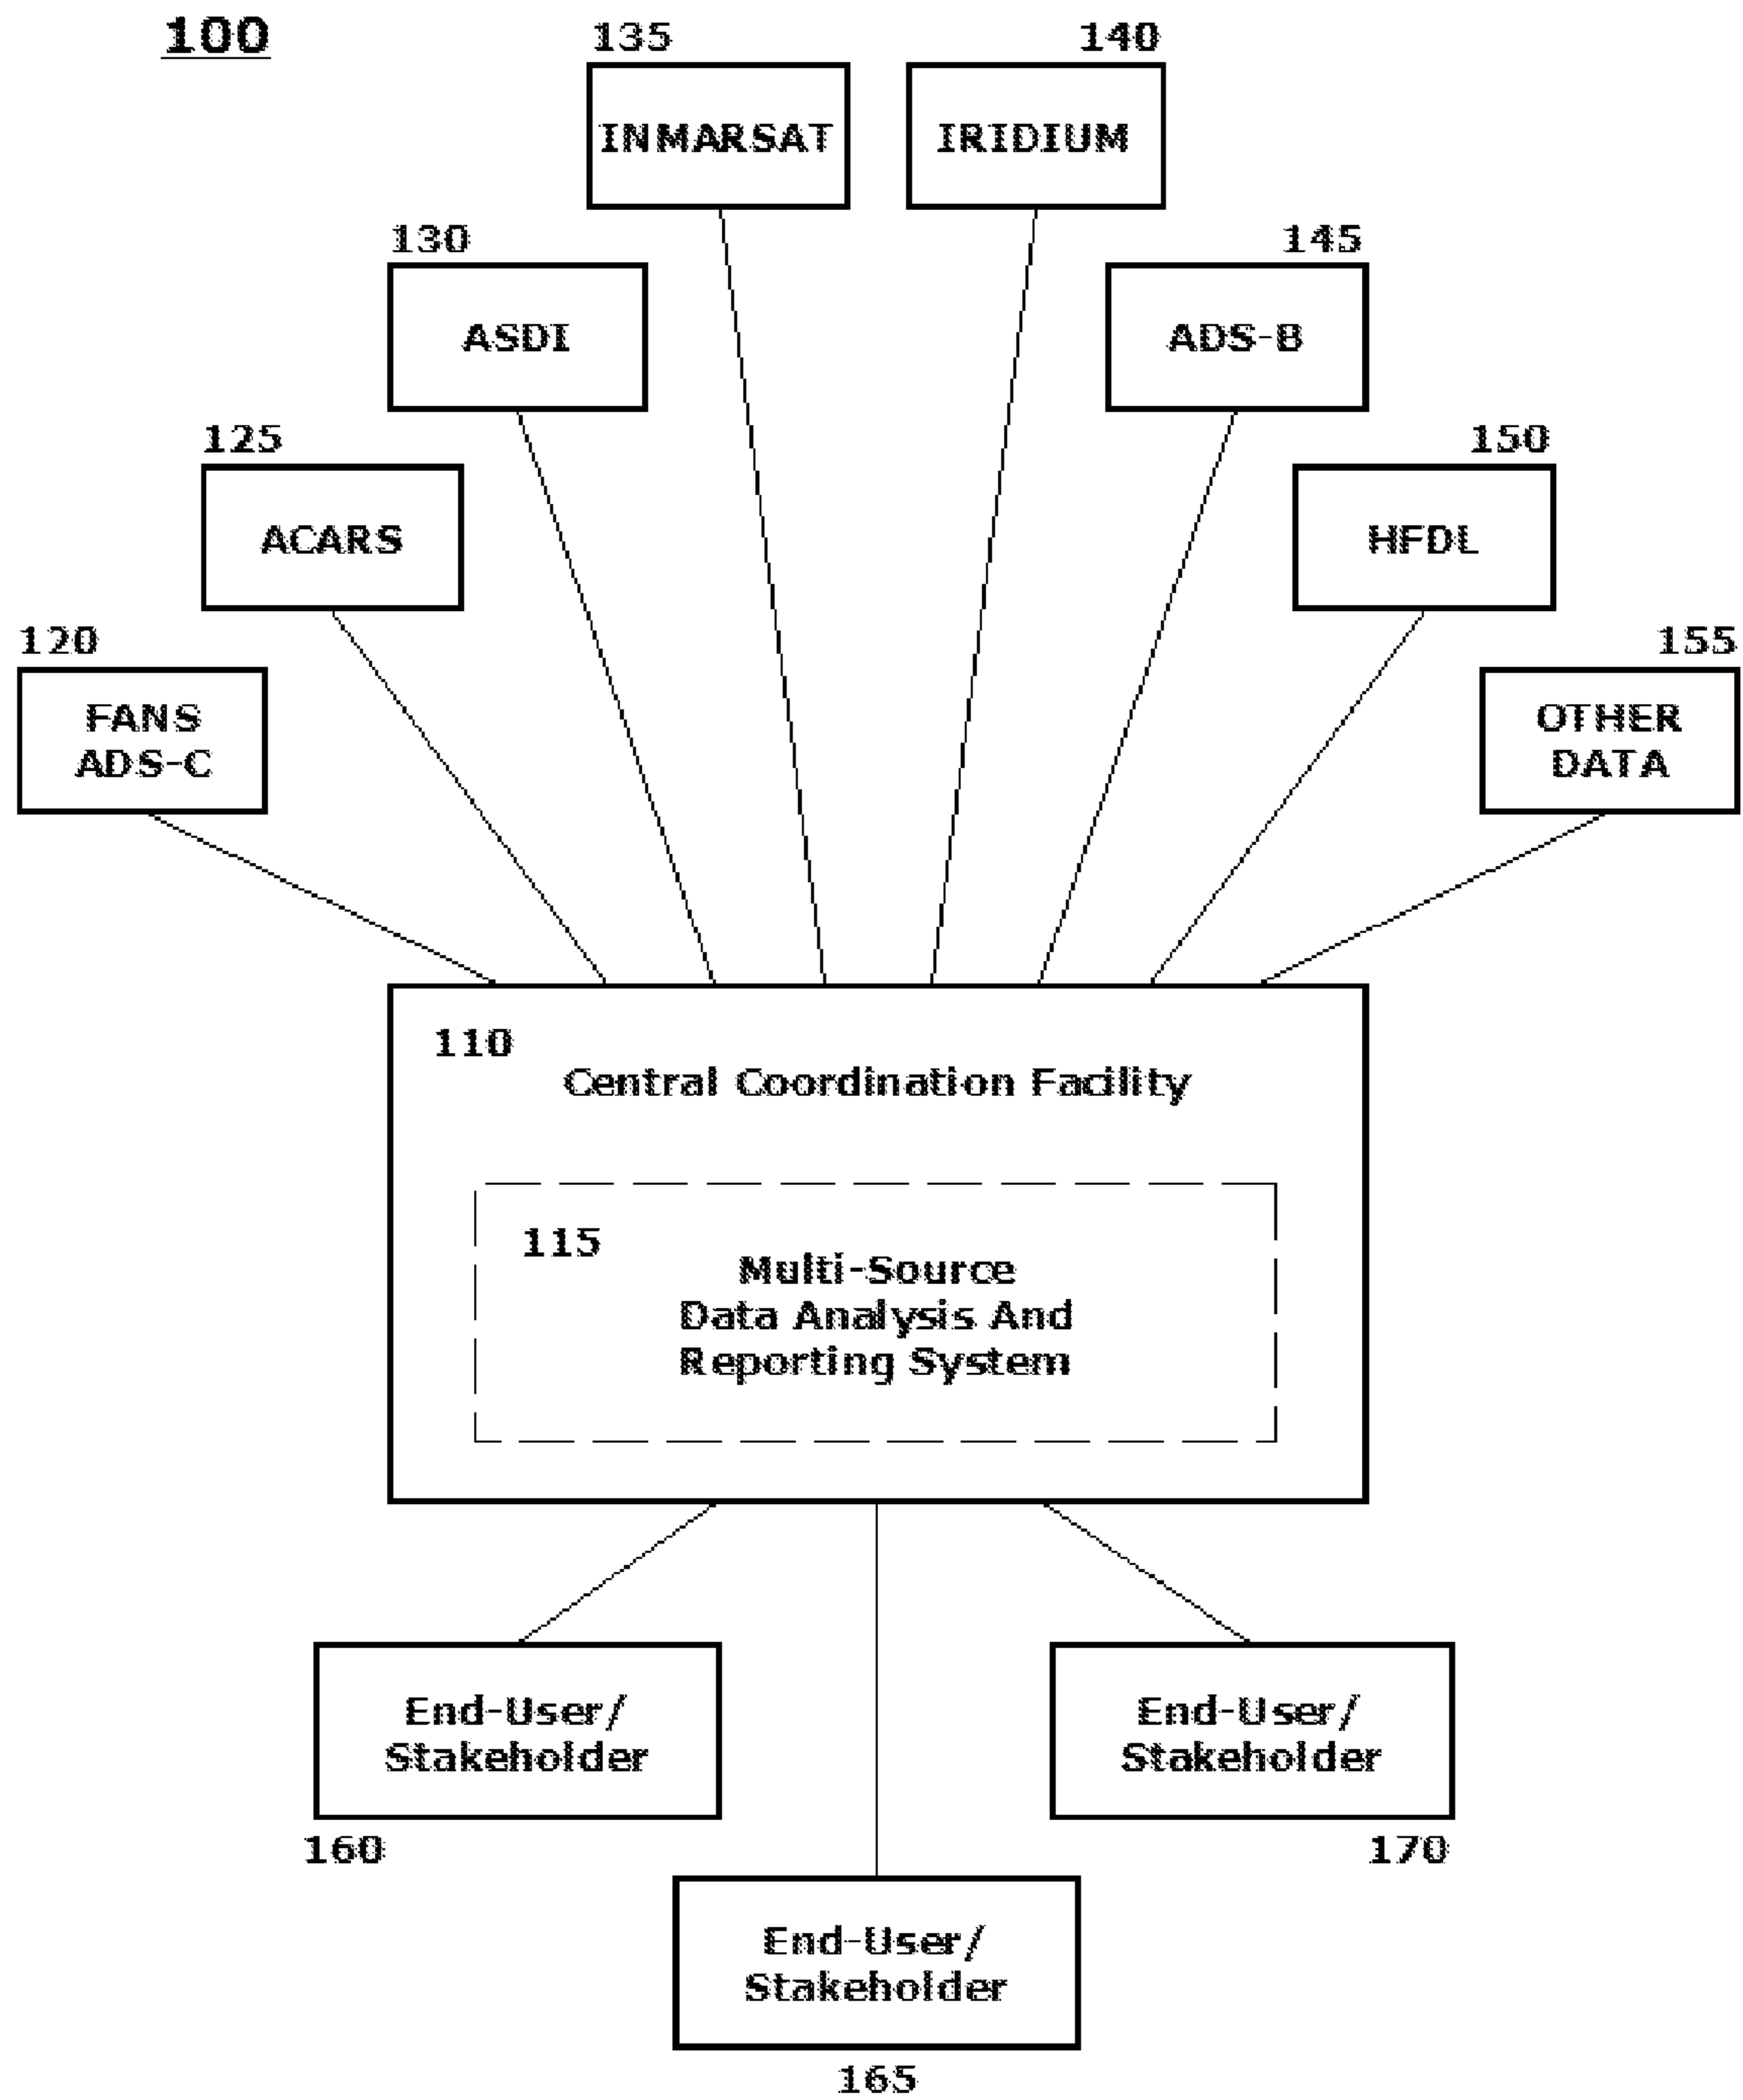 100
135
140
INMARSAT
IRIDIUM
130
145
ASDI
ADS-B
125
150
ACARS
HFDL
120
155
FANS
ADS-C
OTHER
DATA
110
Central Coordination Facility
115
Multi-Source
Data Analysis And
Reporting System
End-User/
Stakeholder
160
End-User/
Stakeholder
170
End-User/
Stakeholder
165